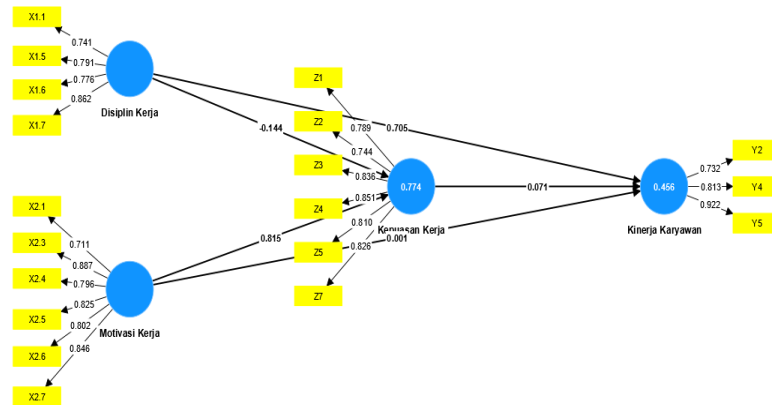 X1.1
X1.5
X1.6
X1.7
0.741
0.791
0.776
0.862
Disiplin Kerja
X2.1
X2.3
X2.4
X2.5
X2.6
X2.7
0.711
0.887
0.796
0.825
0.802
0.846
Motivasi Kerja
-0.144
0.705
0.815
0.001
Z1
Z2
Z3
Z4
Z5
Z7
0.789
0.744
0.836
0.851
0.810
0.826
0.774
Kepuasan Kerja
0.071
0.456
Kinerja Karyawan
0.732
0.813
0.922
Y2
Y4
Y5